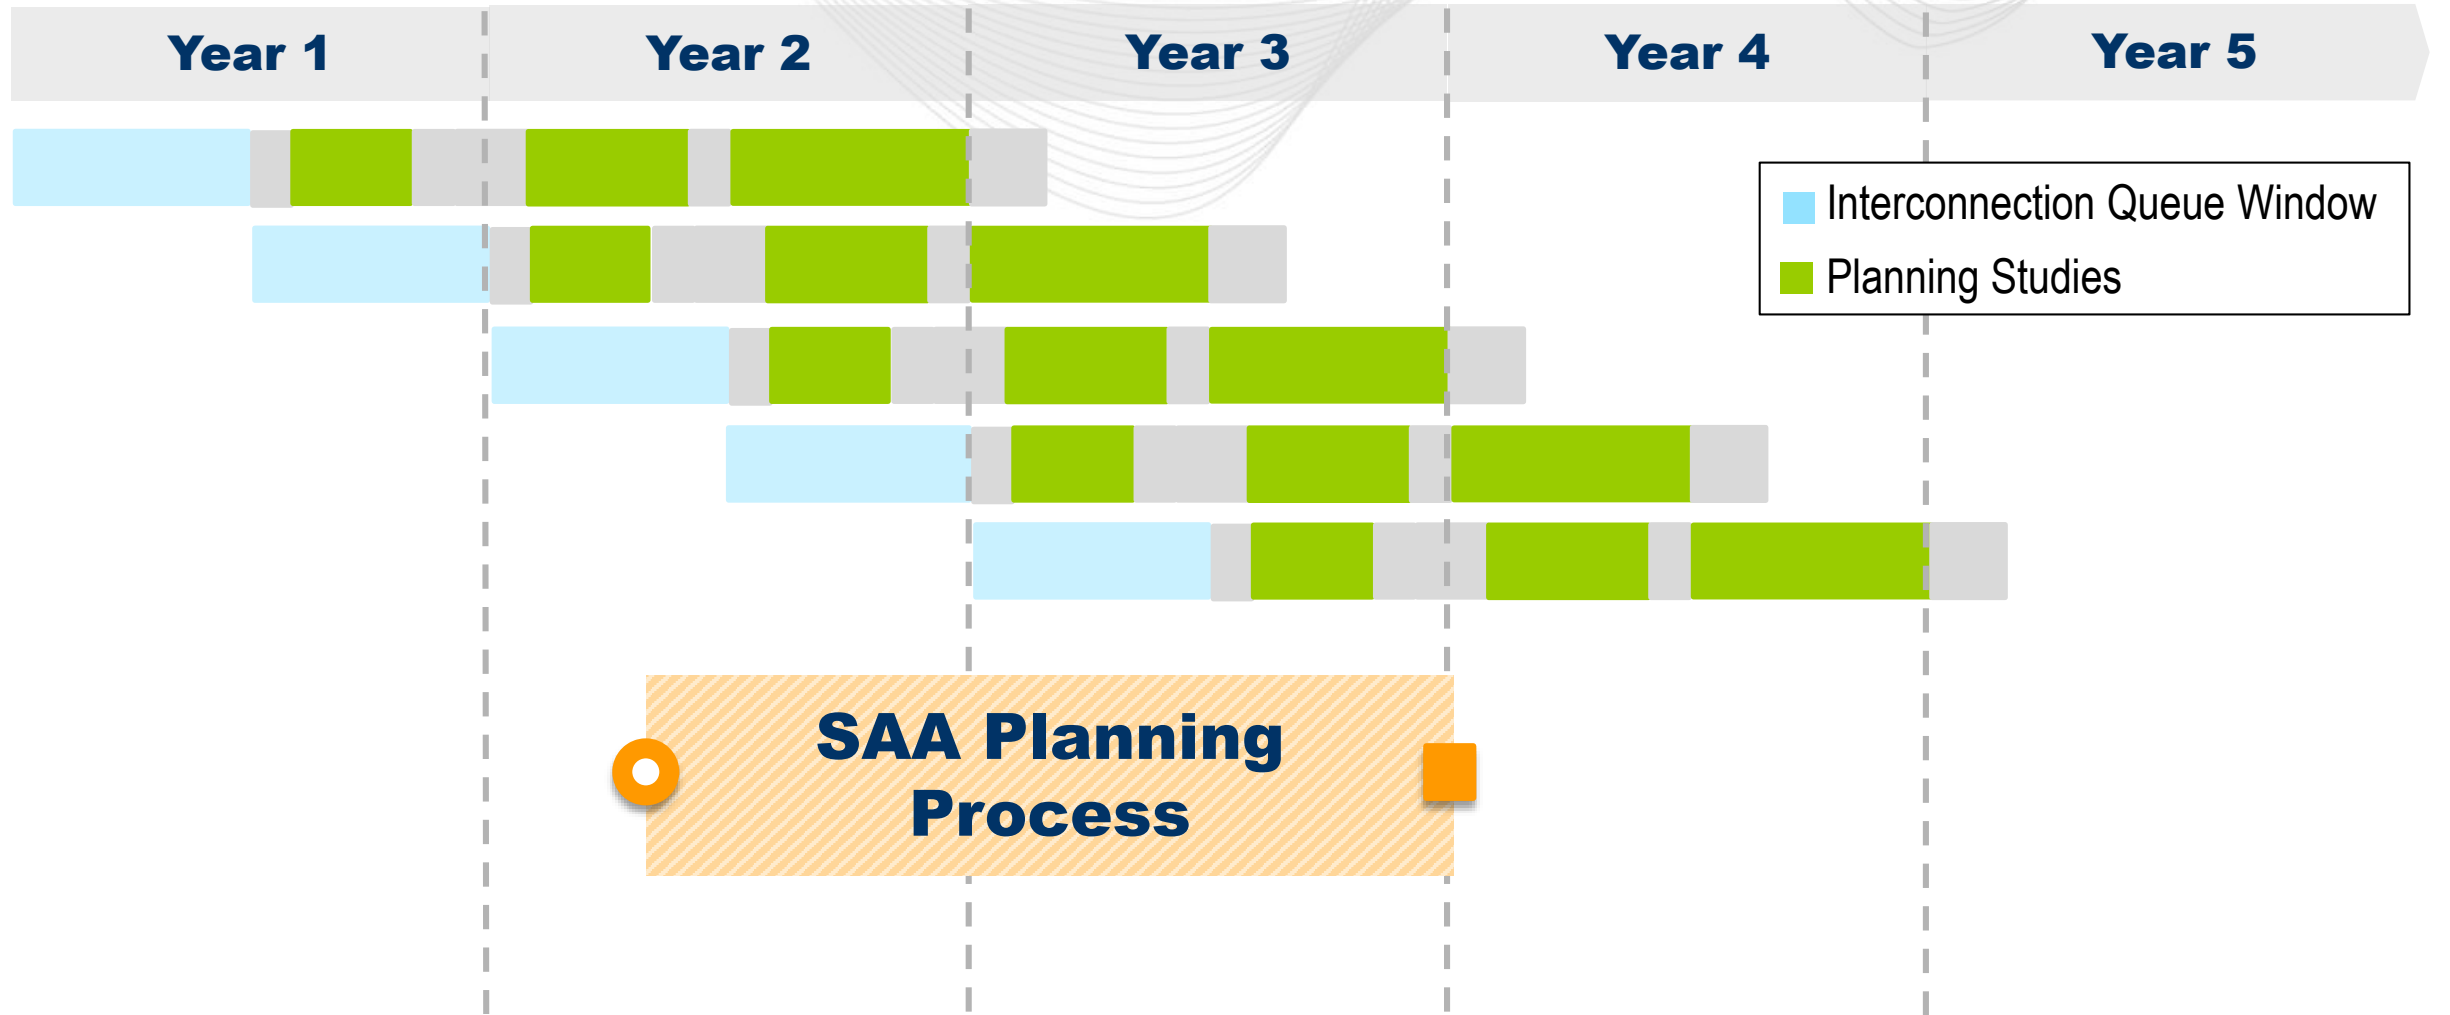 Year 1
Year 2
Year 3
Year 4
Year 5
Interconnection Queue Window
Planning Studies
SAA Planning
Process